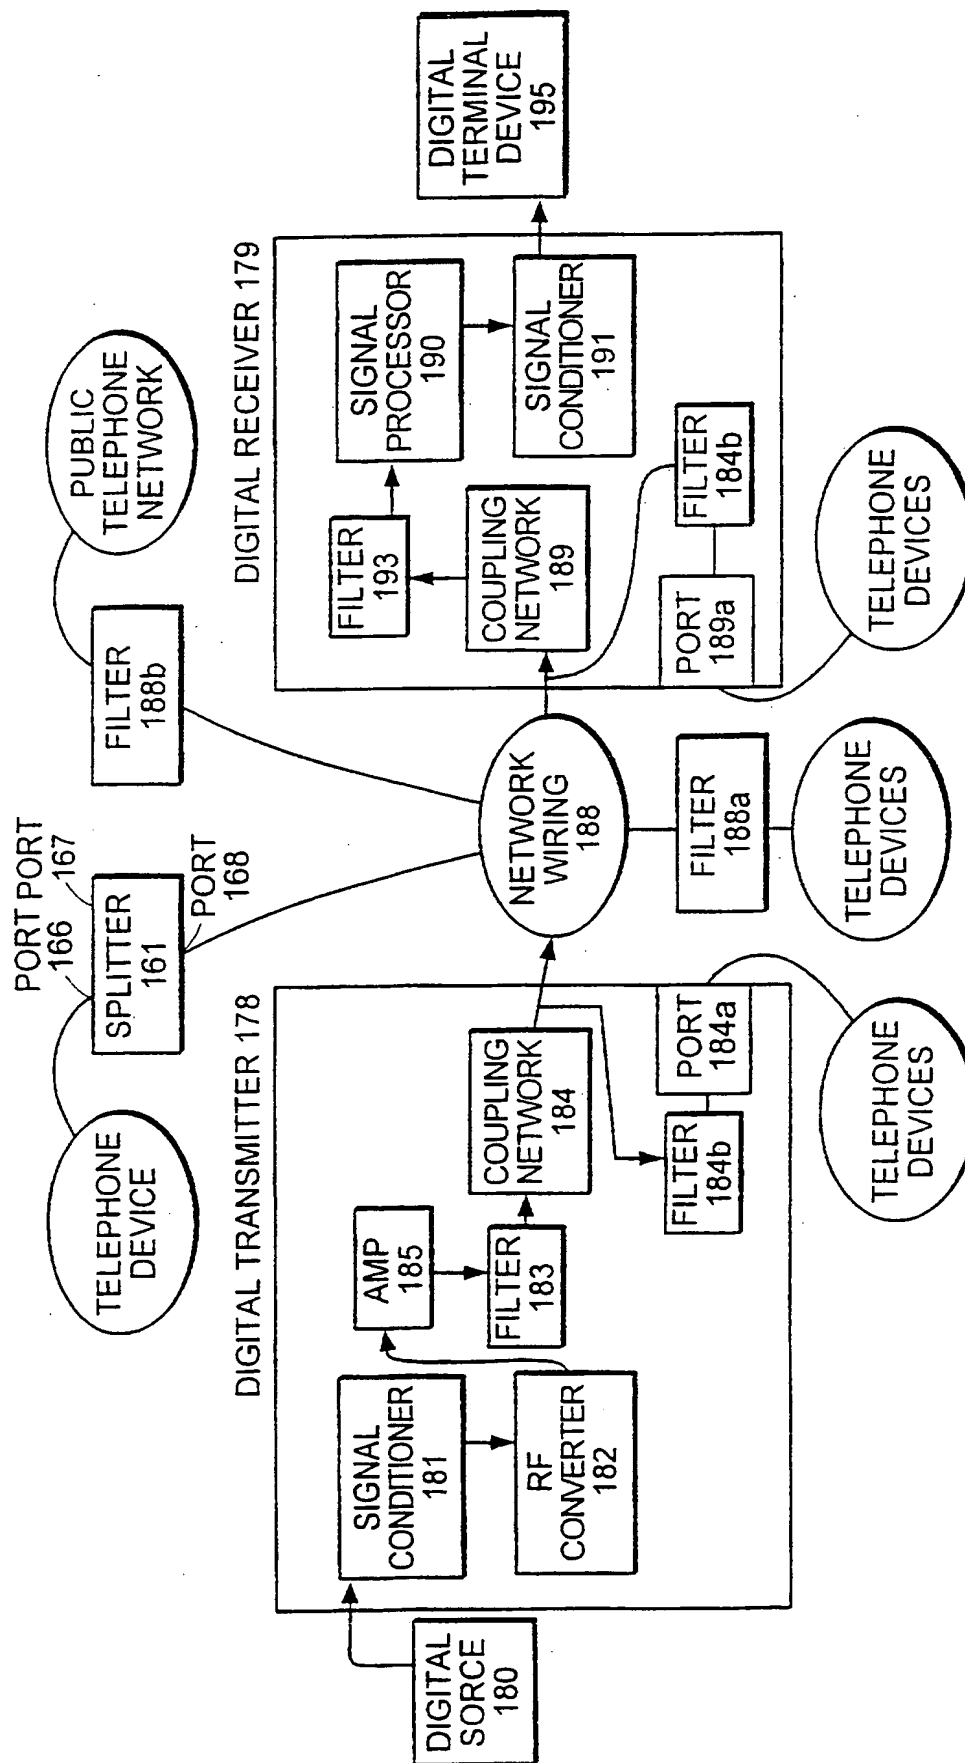 TELEPHONE
DEVICE
PORT
166
PORT
167
SPLITTER
161
PORT
168
FILTER
188b
PUBLIC
TELEPHONE
NETWORK
DIGITAL TRANSMITTER 178
DIGITAL SORCE
180
SIGNAL
CONDITIONER
181
RF
CONVERTER
182
AMP
185
FILTER
183
COUPLING
NETWORK
184
FILTER
184b
PORT
184a
TELEPHONE
DEVICES
NETWORK
WIRING
188
FILTER
188a
TELEPHONE
DEVICES
DIGITAL RECEIVER 179
FILTER
193
COUPLING
NETWORK
189
SIGNAL
PROCESSOR
190
SIGNAL
CONDITIONER
191
PORT
189a
FILTER
184b
TELEPHONE
DEVICES
DIGITAL
TERMINAL
DEVICE
195